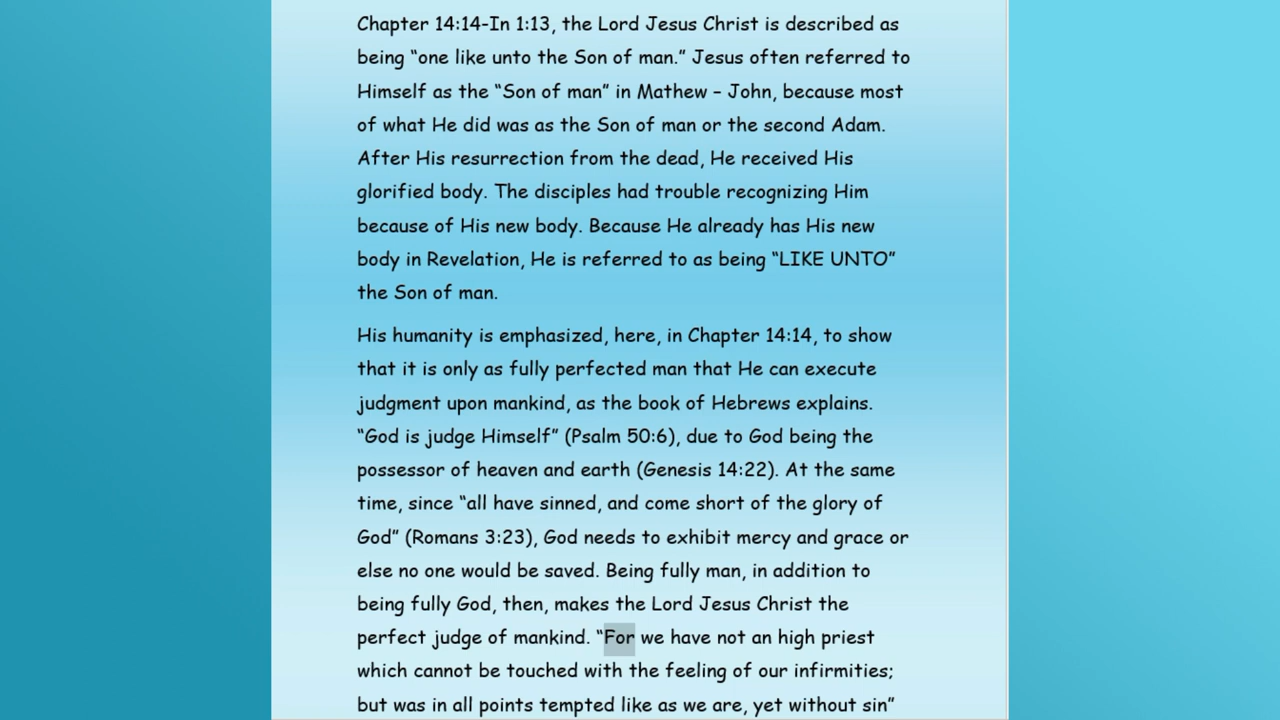 Chapter 14:14-In 1:13, the Lord Jesus Christ is described as
being “one like unto the Son of man.” Jesus often referred to
Himself as the “Son of man” in Mathew – John, because most
of what He did was as the Son of man or the second Adam.
After His resurrection from the dead, He received His
glorified body. The disciples had trouble recognizing Him
because of His new body. Because He already has His new
body in Revelation, He is referred to as being “LIKE UNTO”
the Son of man.
His humanity is emphasized, here, in Chapter 14:14, to show
that it is only as fully perfected man that He can execute
judgment upon mankind, as the book of Hebrews explains.
“God is judge Himself” (Psalm 50:6), due to God being the
possessor of heaven and earth (Genesis 14:22). At the same
time, since “all have sinned, and come short of the glory of
God” (Romans 3:23), God needs to exhibit mercy and grace or
else no one would be saved. Being fully man, in addition to
being fully God, then, makes the Lord Jesus Christ the
perfect judge of mankind. “For we have not an high priest
which cannot be touched with the feeling of our infirmities;
but was in all points tempted like as we are, yet without sin”